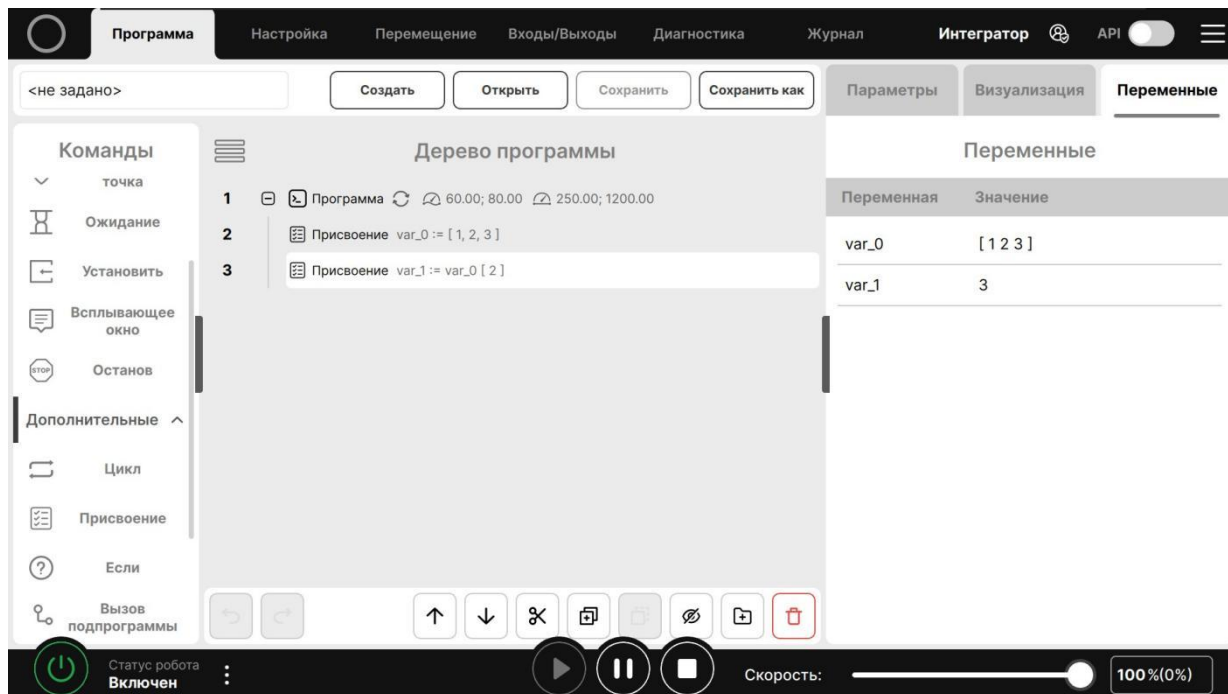 Программа
Настройка
Перемещение
Входы/Выходы
Диагностика
Журнал
Интегратор
API
<не задано>
Создать
Открыть
Сохранить
Сохранить как
Параметры
Визуализация
Переменные
Команды
точка
Ожидание
Установить
Всплывающее
окно
STOP
Останов
Дополнительные
Цикл
Присвоение
Если
Вызов
подпрограммы
Дерево программы
1 Программа 60.00; 80.00 250.00; 1200.00
2 Присвоение var_0 := [ 1, 2, 3 ]
3 Присвоение var_1 := var_0 [ 2 ]
Переменные
Переменная Значение
var_0 [ 1 2 3 ]
var_1 3
Статус робота
Включен
Скорость:
100%(0%)